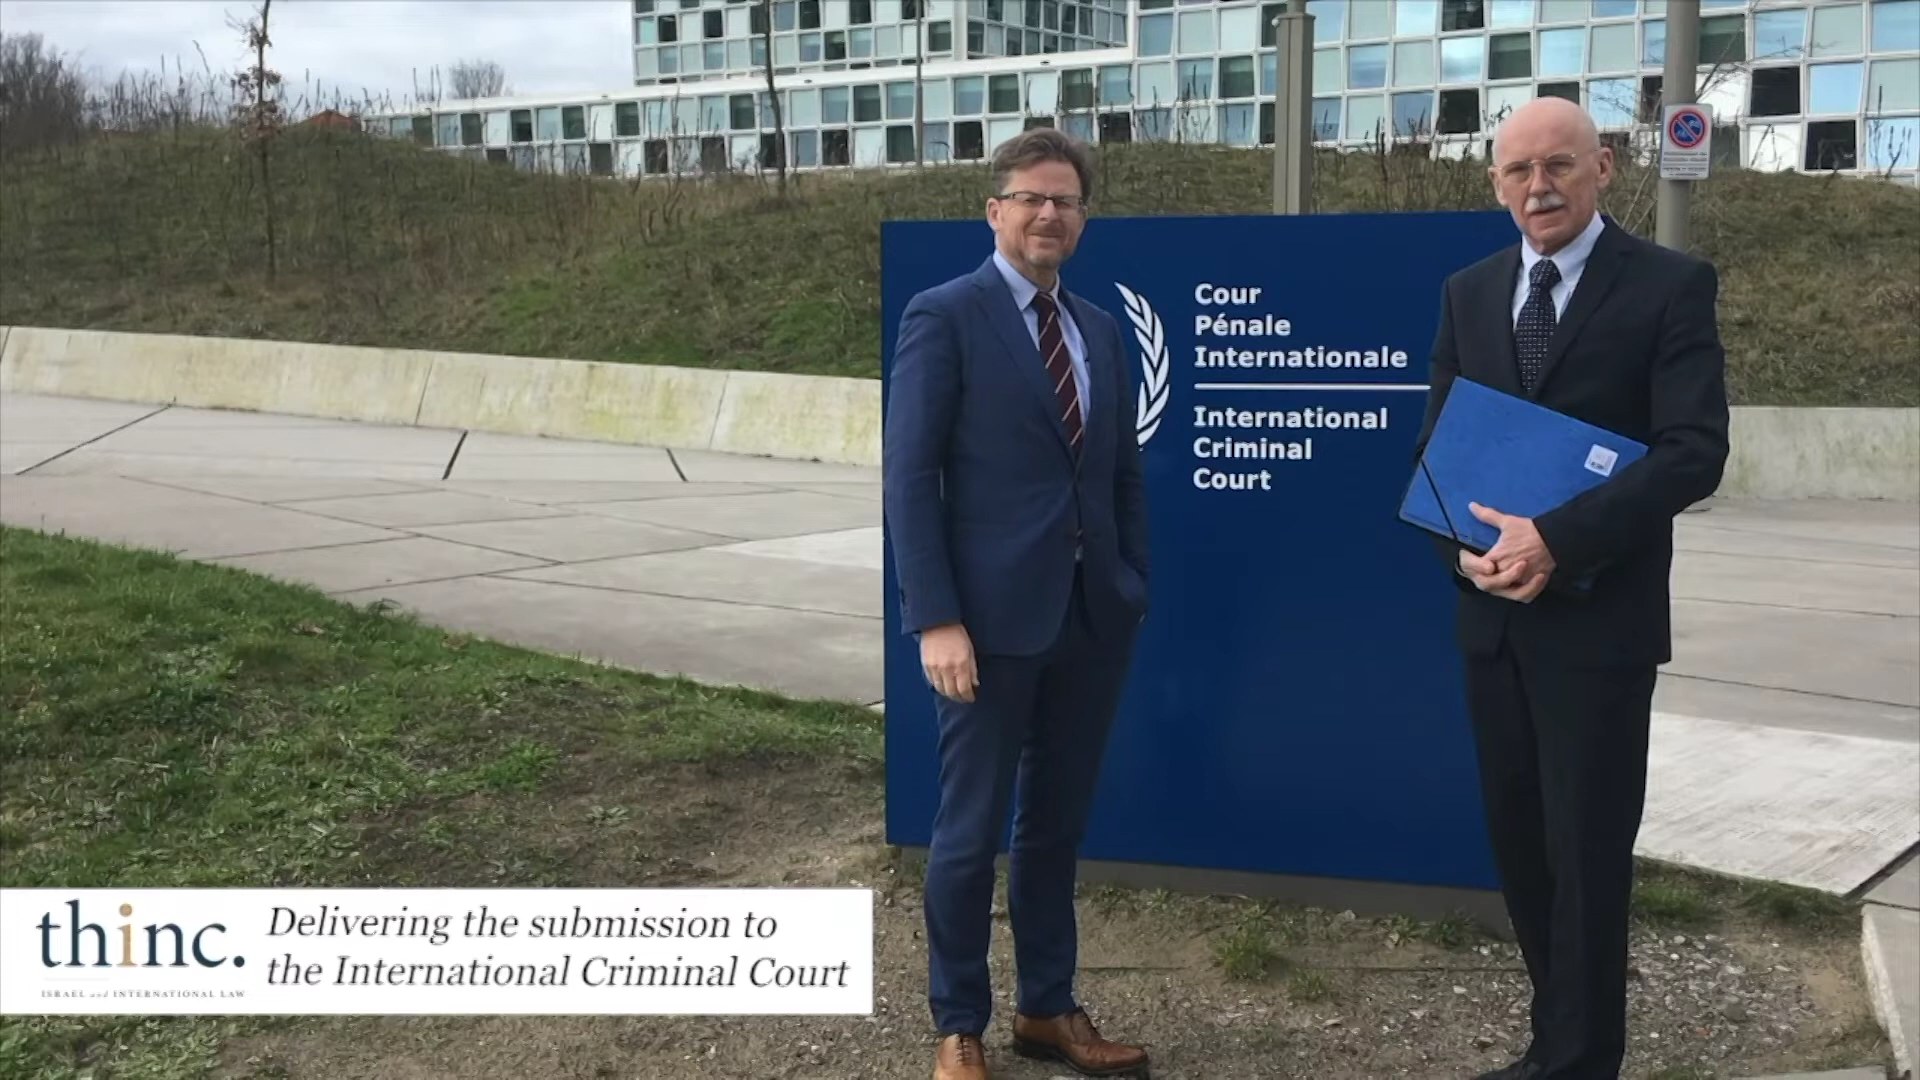 Cour
Pénale
Internationale
International
Criminal
Court
thinc.
ISRAEL and INTERNATIONAL LAW
Delivering the submission to
the International Criminal Court